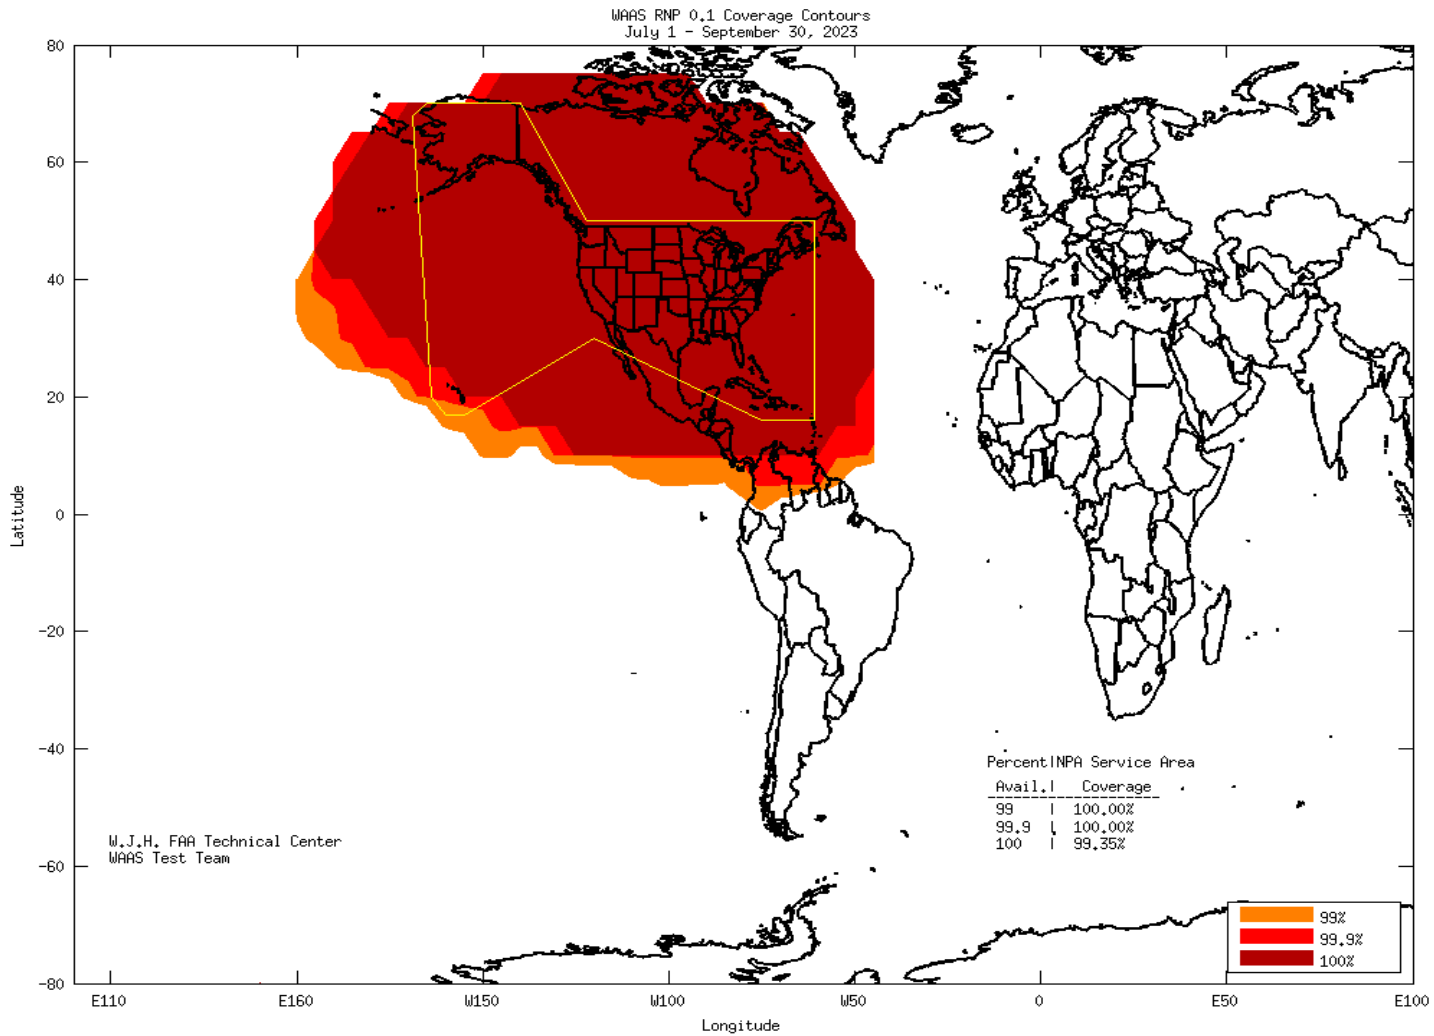 WAAS RNP 0.1 Coverage Contours
July 1 - September 30, 2023
80
60
40
20
0
-20
-40
-60
-80
Latitude
E110 E160 W150 W100 W50 0 E50 E100
Longitude
W.J.H. FAA Technical Center
WAAS Test Team
Percent|NPA Service Area
Avail.| Coverage
99 | 100.00%
99.9 | 100.00%
100 | 99.35%
99%
99.9%
100%